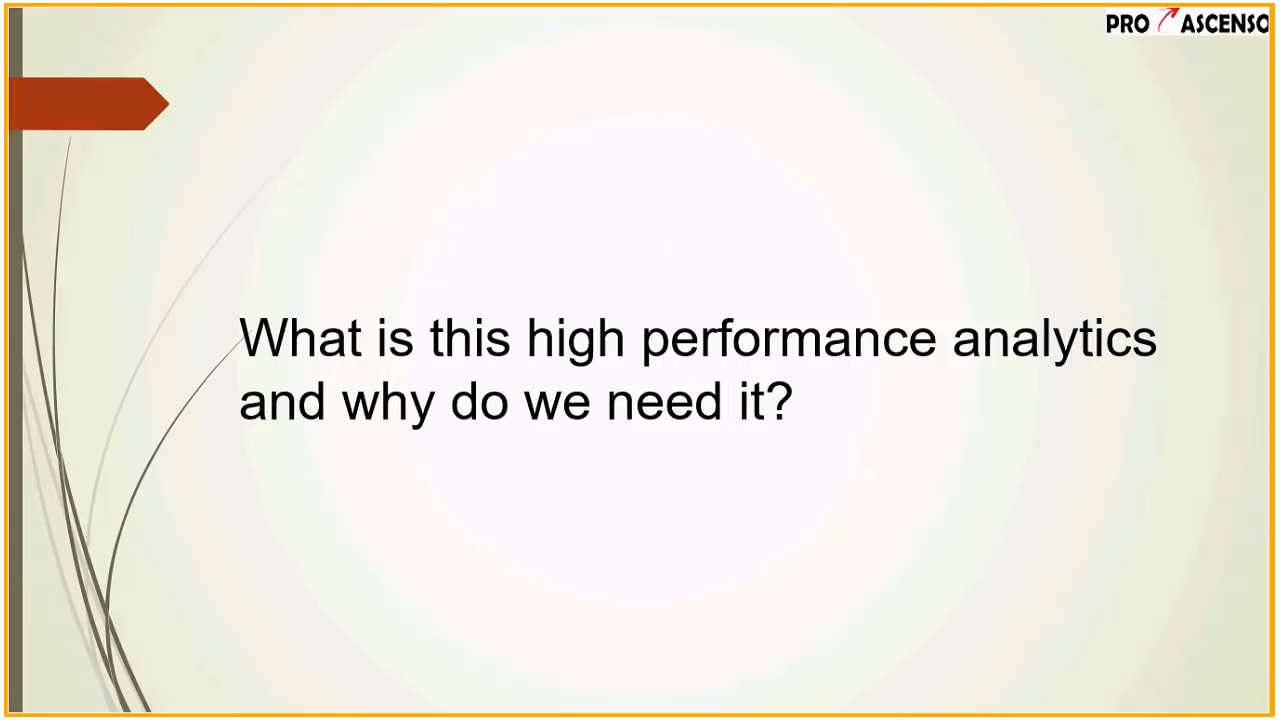 PRO ASCENSO
What is this high performance analytics
and why do we need it?